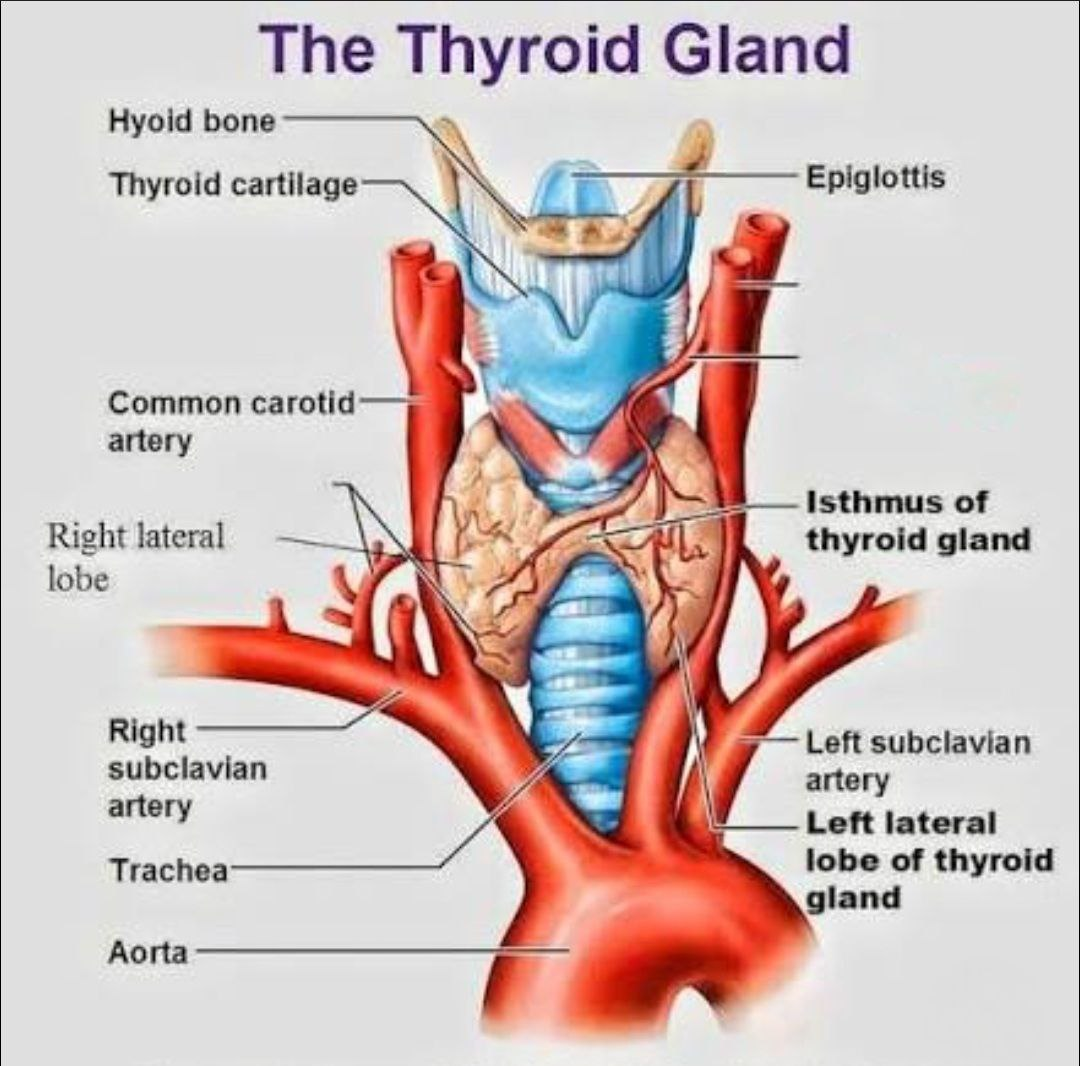 The Thyroid Gland
Hyoid bone
Thyroid cartilage
Epiglottis
Common carotid
artery
Isthmus of
thyroid gland
Right lateral
lobe
Right
subclavian
artery
Left subclavian
artery
Left lateral
lobe of thyroid
gland
Trachea
Aorta